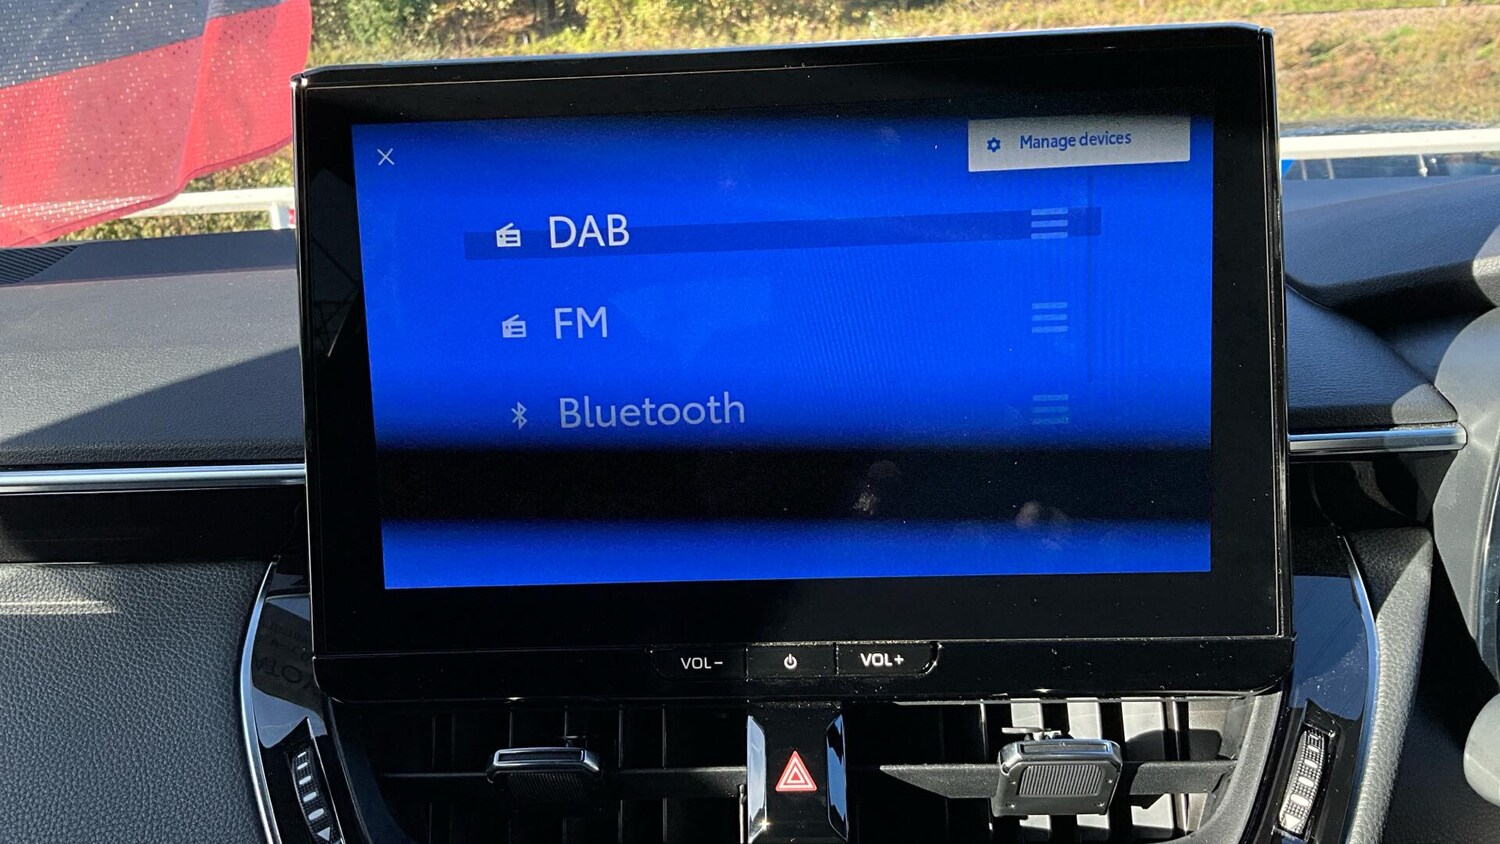 Manage devices
DAB
FM
Bluetooth
VOL−
VOL+